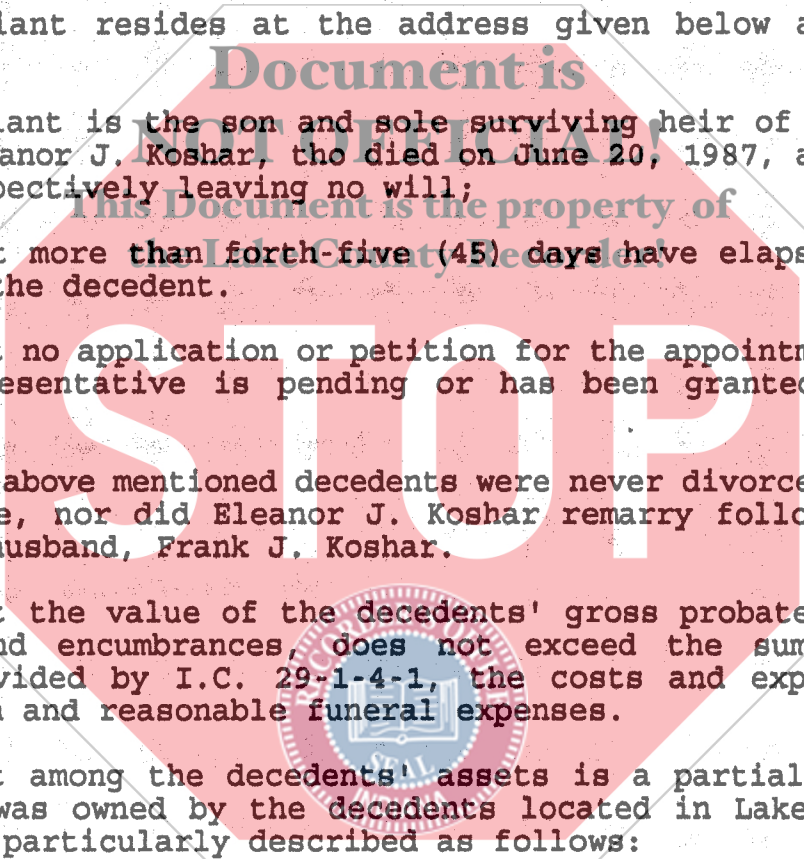 lant resides at the address given below a
Document is
lant is the son and sole surviving heir of
NOT OFFICIAL!
anor J. Koshar, tho died on June 20, 1987, a
pectively leaving no will;
This Document is the property of
t more than forth-five (45) days have elaps
the Lake County Recorder!
the decedent.
t no application or petition for the appointm
esentative is pending or has been granted
STOP
above mentioned decedents were never divorce
e, nor did Eleanor J. Koshar remarry follo
usband, Frank J. Koshar.
t the value of the decedents' gross probate
nd encumbrances, does not exceed the sum
vided by I.C. 29-1-4-1, the costs and exp
n and reasonable funeral expenses.
SEAL
t among the decedents' assets is a partial
was owned by the decedents located in Lake
particularly described as follows: